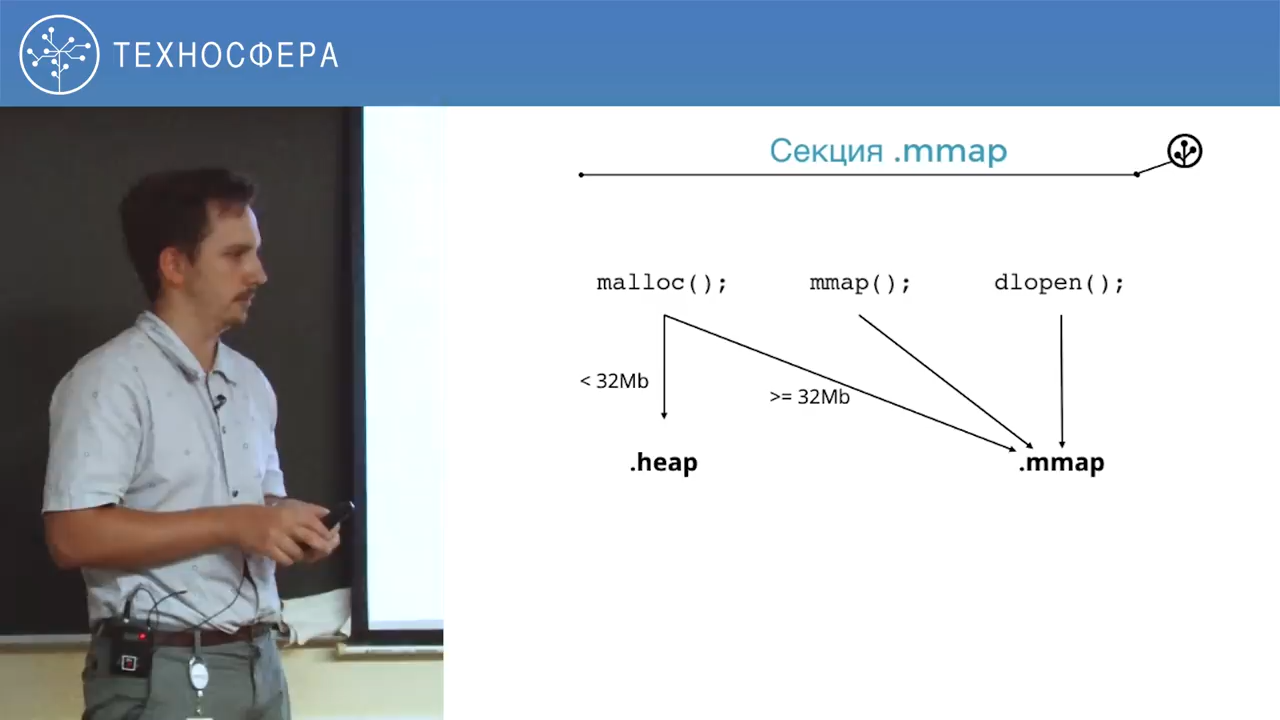 ТЕХНОСФЕРА
Секция .mmap
malloc(); mmap(); dlopen();
< 32Mb
>= 32Mb
.heap .mmap